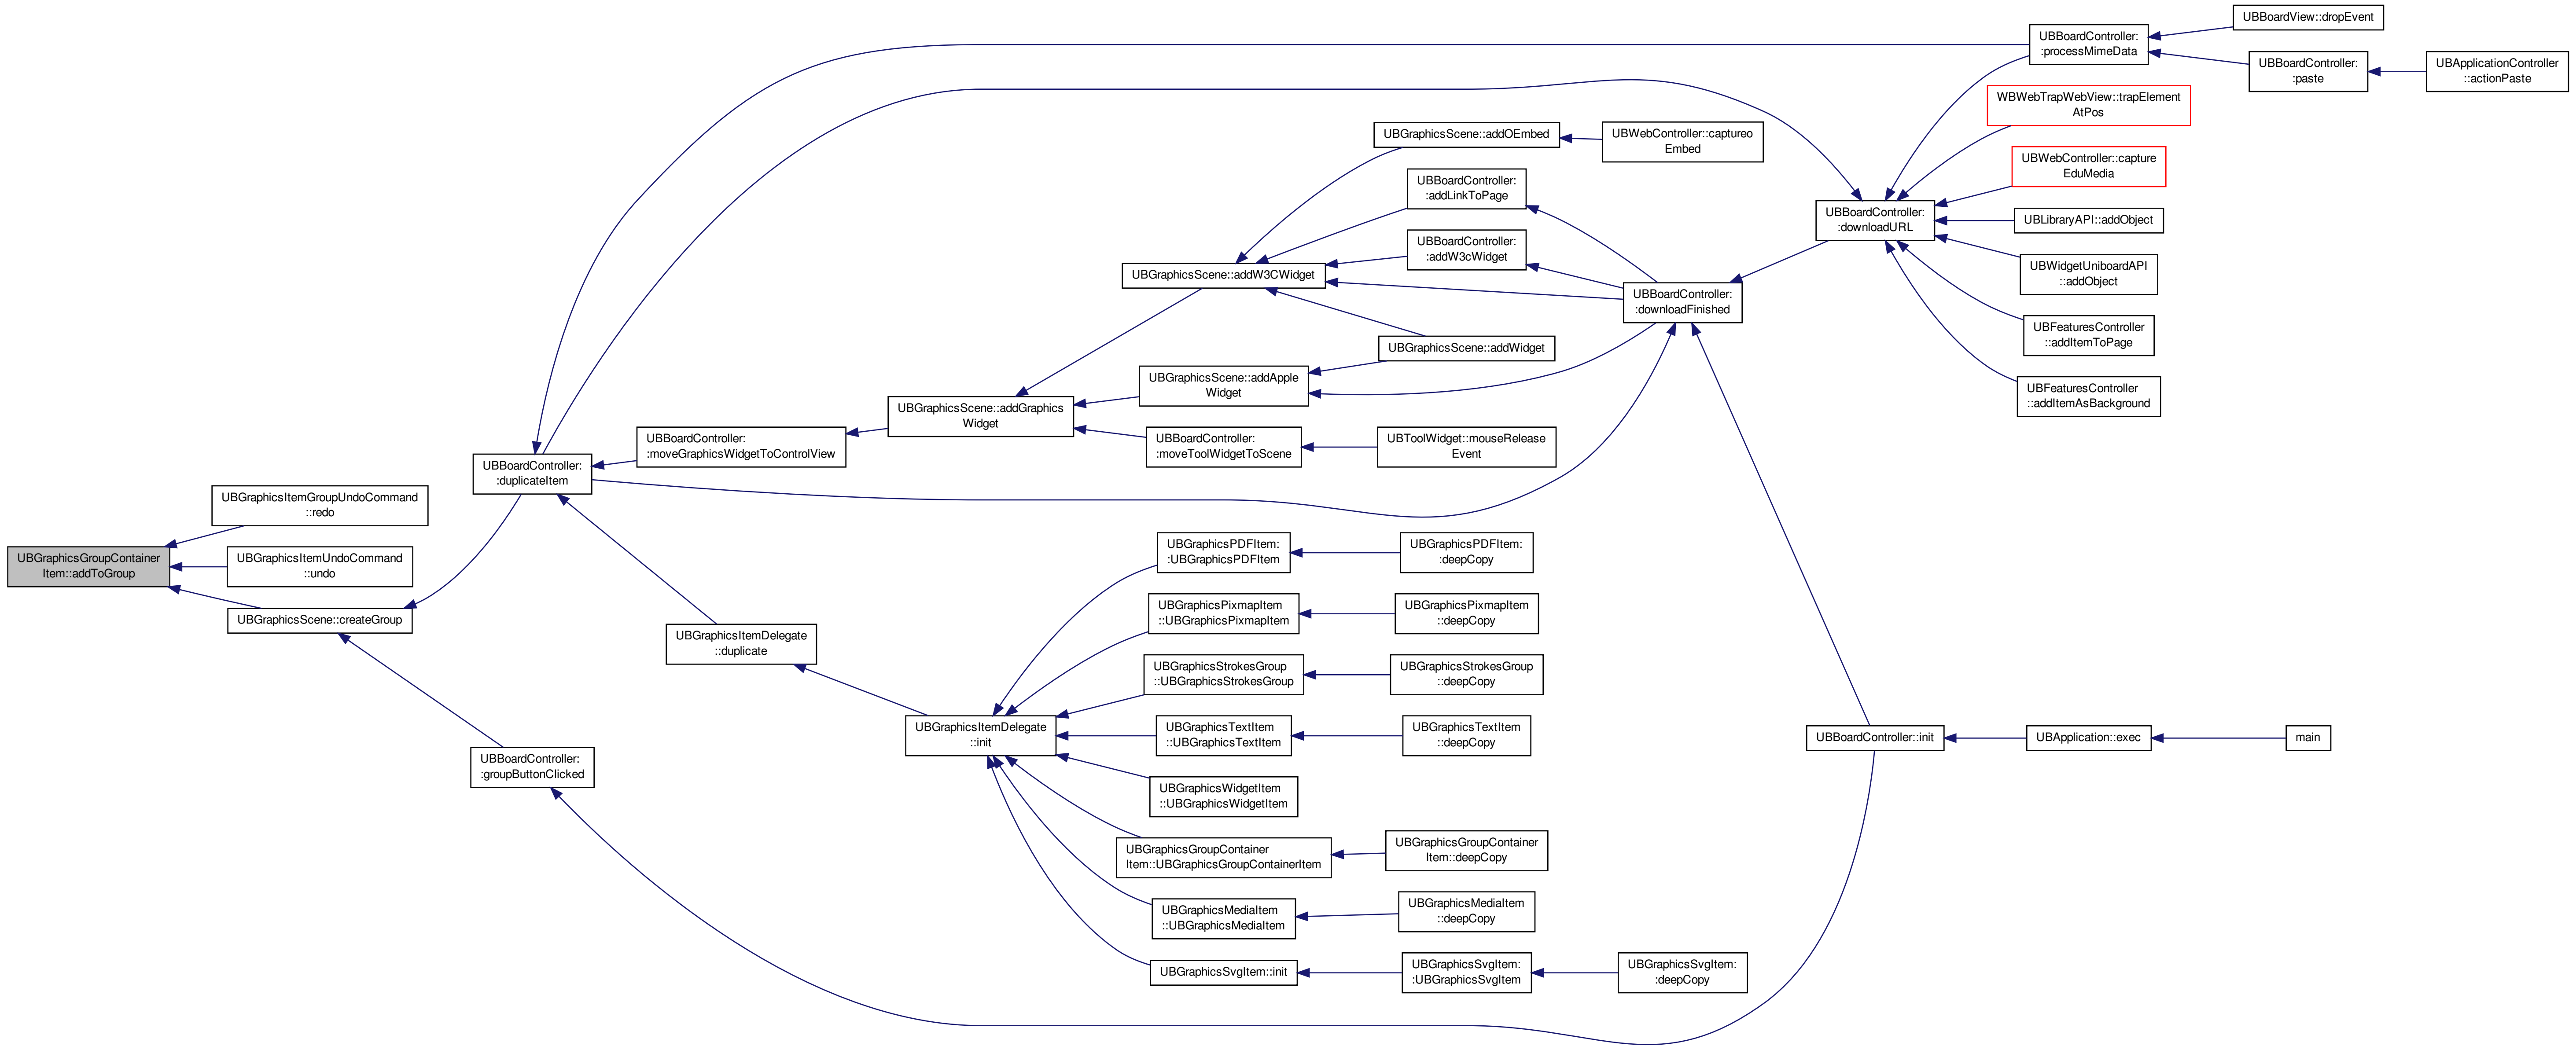 UBGraphicsGroupContainer
Item::addToGroup
UBGraphicsItemGroupUndoCommand
::redo
UBGraphicsItemUndoCommand
::undo
UBGraphicsScene::createGroup
UBBoardController:
:duplicateItem
UBBoardController:
:groupButtonClicked
UBBoardController:
:moveGraphicsWidgetToControlView
UBGraphicsItemDelegate
::duplicate
UBGraphicsScene::addGraphics
Widget
UBGraphicsItemDelegate
::init
UBGraphicsScene::addW3CWidget
UBGraphicsScene::addApple
Widget
UBBoardController:
:moveToolWidgetToScene
UBGraphicsPDFItem:
:UBGraphicsPDFItem
UBGraphicsPixmapItem
::UBGraphicsPixmapItem
UBGraphicsStrokesGroup
::UBGraphicsStrokesGroup
UBGraphicsTextItem
::UBGraphicsTextItem
UBGraphicsWidgetItem
::UBGraphicsWidgetItem
UBGraphicsGroupContainer
Item::UBGraphicsGroupContainerItem
UBGraphicsMediaItem
::UBGraphicsMediaItem
UBGraphicsSvgItem::init
UBGraphicsScene::addOEmbed
UBBoardController:
:addLinkToPage
UBBoardController:
:addW3cWidget
UBGraphicsScene::addWidget
UBToolWidget::mouseRelease
Event
UBGraphicsPDFItem:
:deepCopy
UBGraphicsPixmapItem
::deepCopy
UBGraphicsStrokesGroup
::deepCopy
UBGraphicsTextItem
::deepCopy
UBGraphicsGroupContainer
Item::deepCopy
UBGraphicsMediaItem
::deepCopy
UBGraphicsSvgItem:
:UBGraphicsSvgItem
UBWebController::captureo
Embed
UBBoardController:
:downloadFinished
UBGraphicsSvgItem:
:deepCopy
UBBoardController:
:downloadURL
UBBoardController::init
UBBoardController:
:processMimeData
WBWebTrapWebView::trapElement
AtPos
UBWebController::capture
EduMedia
UBLibraryAPI::addObject
UBWidgetUniboardAPI
::addObject
UBFeaturesController
::addItemToPage
UBFeaturesController
::addItemAsBackground
UBApplication::exec
UBBoardView::dropEvent
UBBoardController:
:paste
main
UBApplicationController
::actionPaste